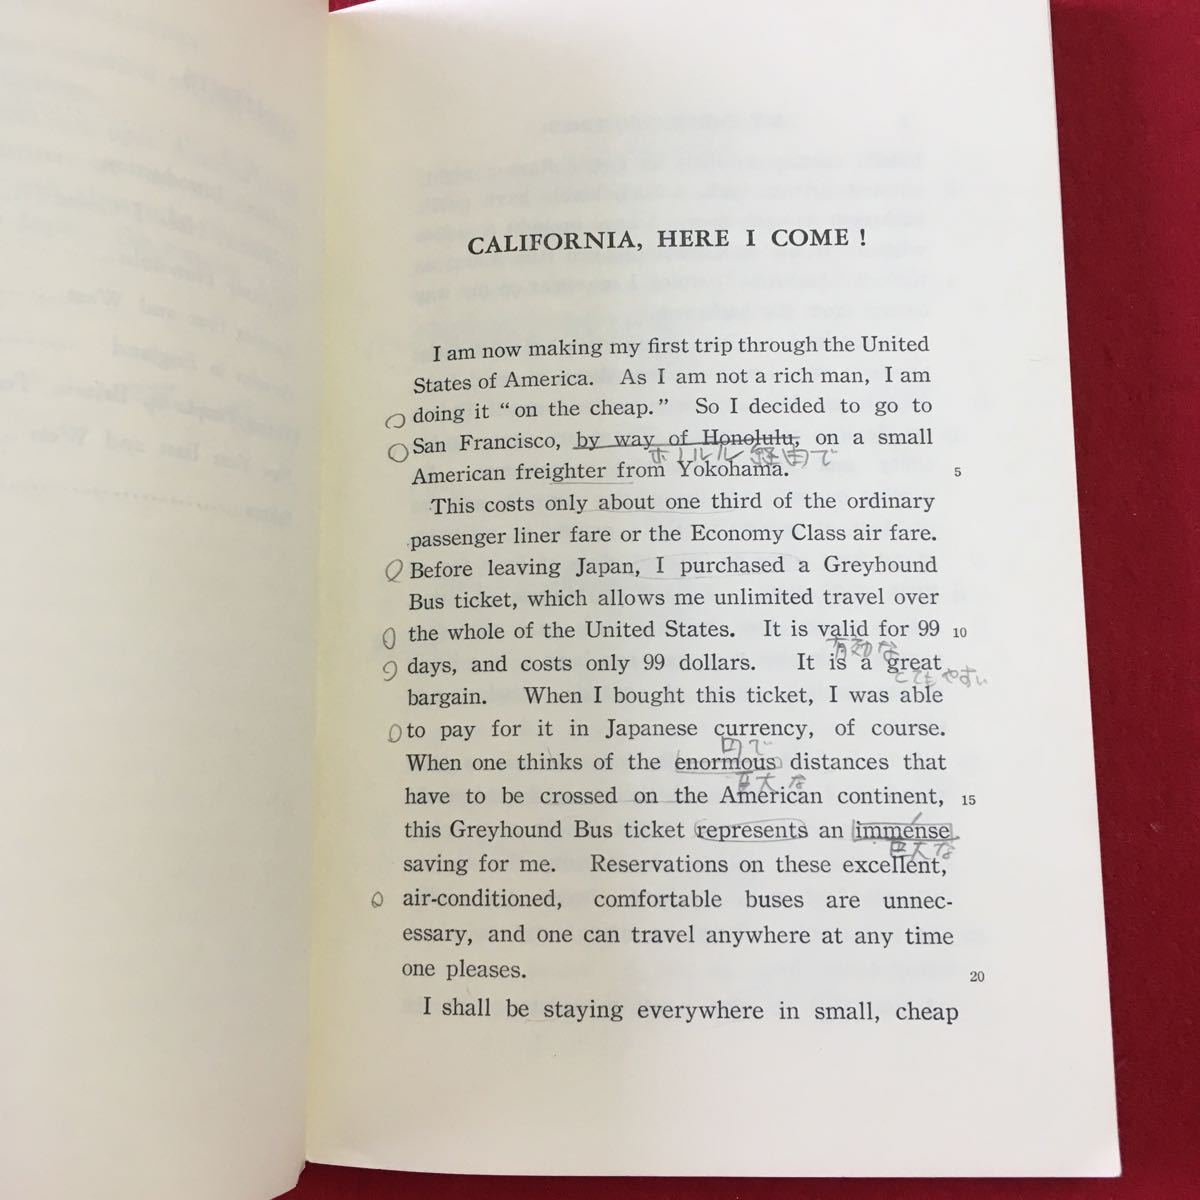 CALIFORNIA, HERE I COME !
I am now making my first trip through the United
States of America. As I am not a rich man, I am
doing it “on the cheap.” So I decided to go to
San Francisco, by way of Honolulu, on a small
ホノルル経由で
American freighter from Yokohama.
5
This costs only about one third of the ordinary
passenger liner fare or the Economy Class air fare.
Before leaving Japan, I purchased a Greyhound
Bus ticket, which allows me unlimited travel over
the whole of the United States. It is valid for 99
10
有効な
days, and costs only 99 dollars. It is a great
とてもやすい
bargain. When I bought this ticket, I was able
to pay for it in Japanese currency, of course.
円で
When one thinks of the enormous distances that
巨大な
have to be crossed on the American continent,
15
this Greyhound Bus ticket represents an immense
巨大な
saving for me. Reservations on these excellent,
air-conditioned, comfortable buses are unnec-
essary, and one can travel anywhere at any time
one pleases.
20
I shall be staying everywhere in small, cheap